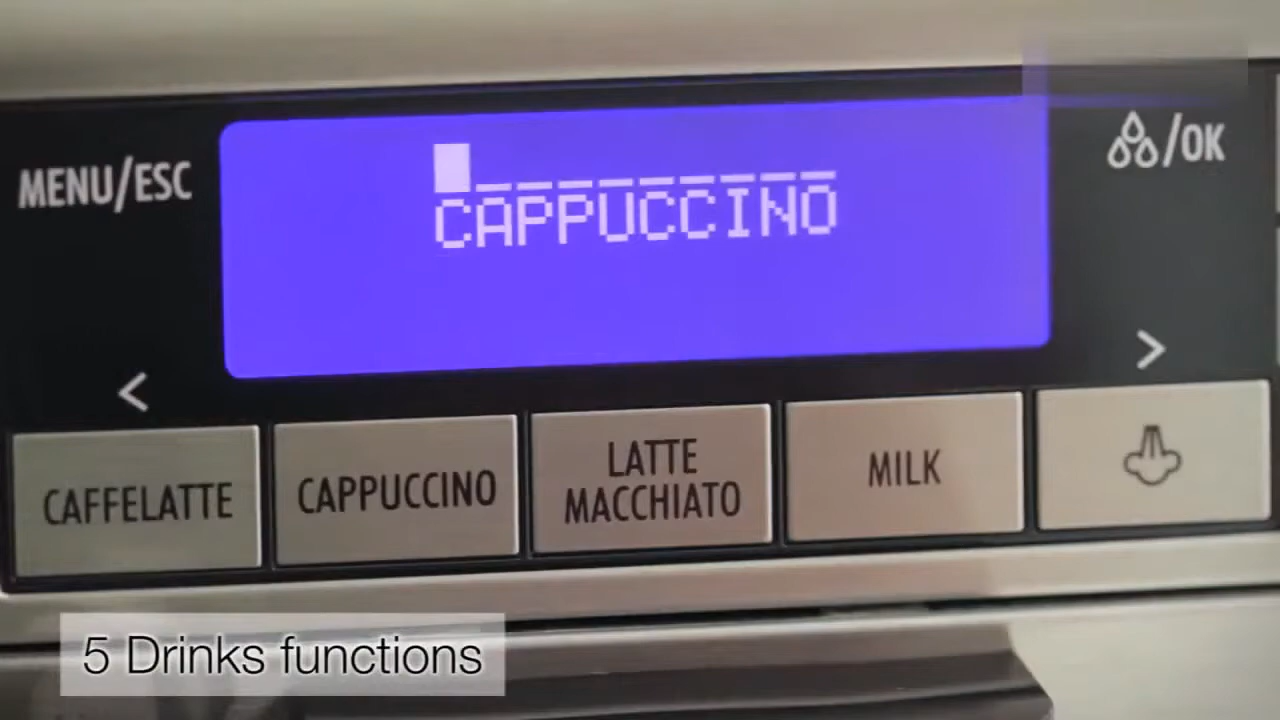 MENU/ESC
/OK
CAPPUCCINO
<
>
CAFFELATTE
CAPPUCCINO
LATTE
MACCHIATO
MILK
5 Drinks functions